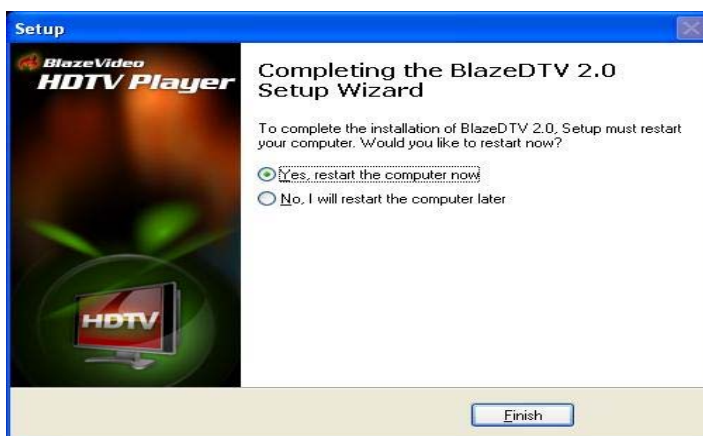 Setup
BlazeVideo
HDTV Player
Completing the BlazeDTV 2.0
Setup Wizard
To complete the installation of BlazeDTV 2.0, Setup must restart
your computer. Would you like to restart now?
Yes, restart the computer now
No, I will restart the computer later
HDTV
Finish